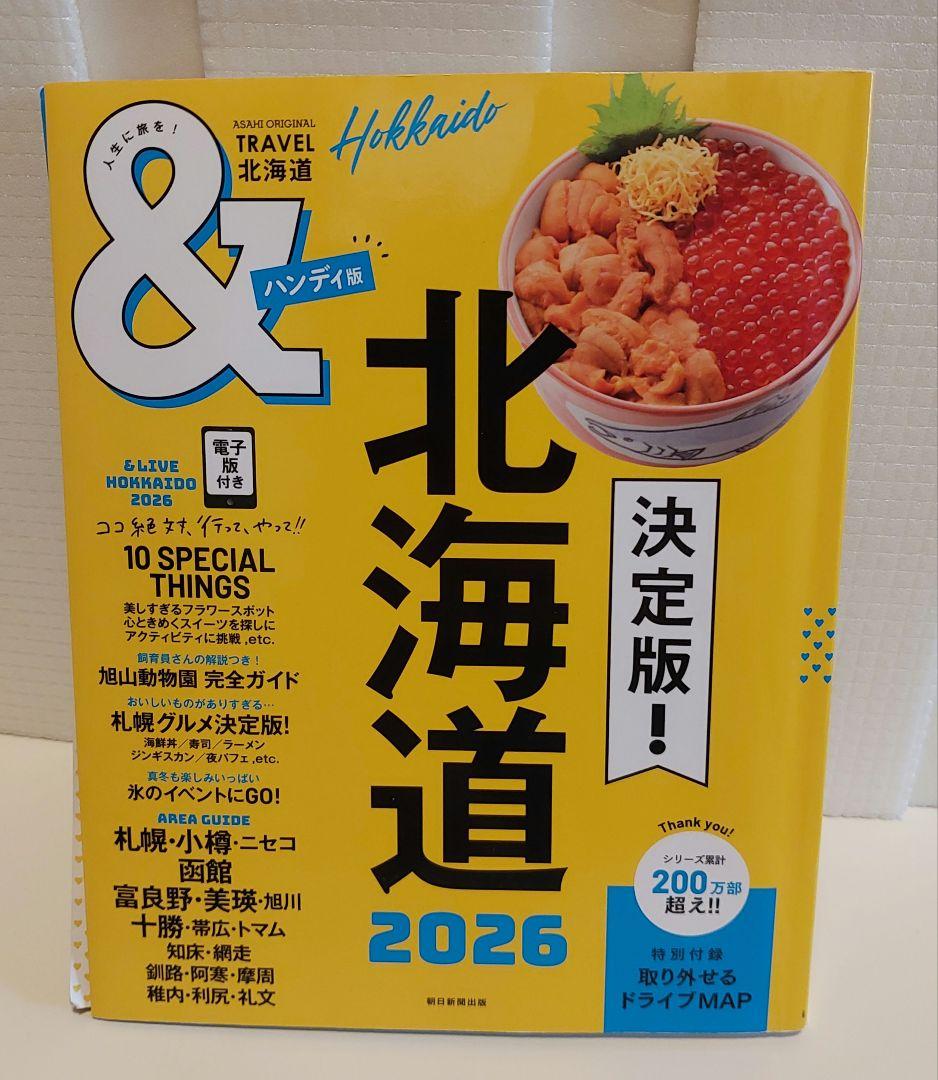 人生に旅を!
ASAHI ORIGINAL
TRAVEL
北海道
Hokkaido
&
ハンディ版
北海道
2026
決定版!
電子
版
付き
&LIVE
HOKKAIDO
2026
ココ絶対、行って、やって!!
10 SPECIAL
THINGS
美しすぎるフラワースポット
心ときめくスイーツを探しに
アクティビティに挑戦 ,etc.
飼育員さんの解説つき!
旭山動物園 完全ガイド
おいしいものがありすぎる…
札幌グルメ決定版!
海鮮丼/寿司/ラーメン
ジンギスカン/夜パフェ ,etc.
真冬も楽しみいっぱい
氷のイベントにGO!
AREA GUIDE
札幌・小樽・ニセコ
函館
富良野・美瑛・旭川
十勝・帯広・トマム
知床・網走
釧路・阿寒・摩周
稚内・利尻・礼文
Thank you!
シリーズ累計
200万部
超え!!
特別付録
取り外せる
ドライブMAP
朝日新聞出版